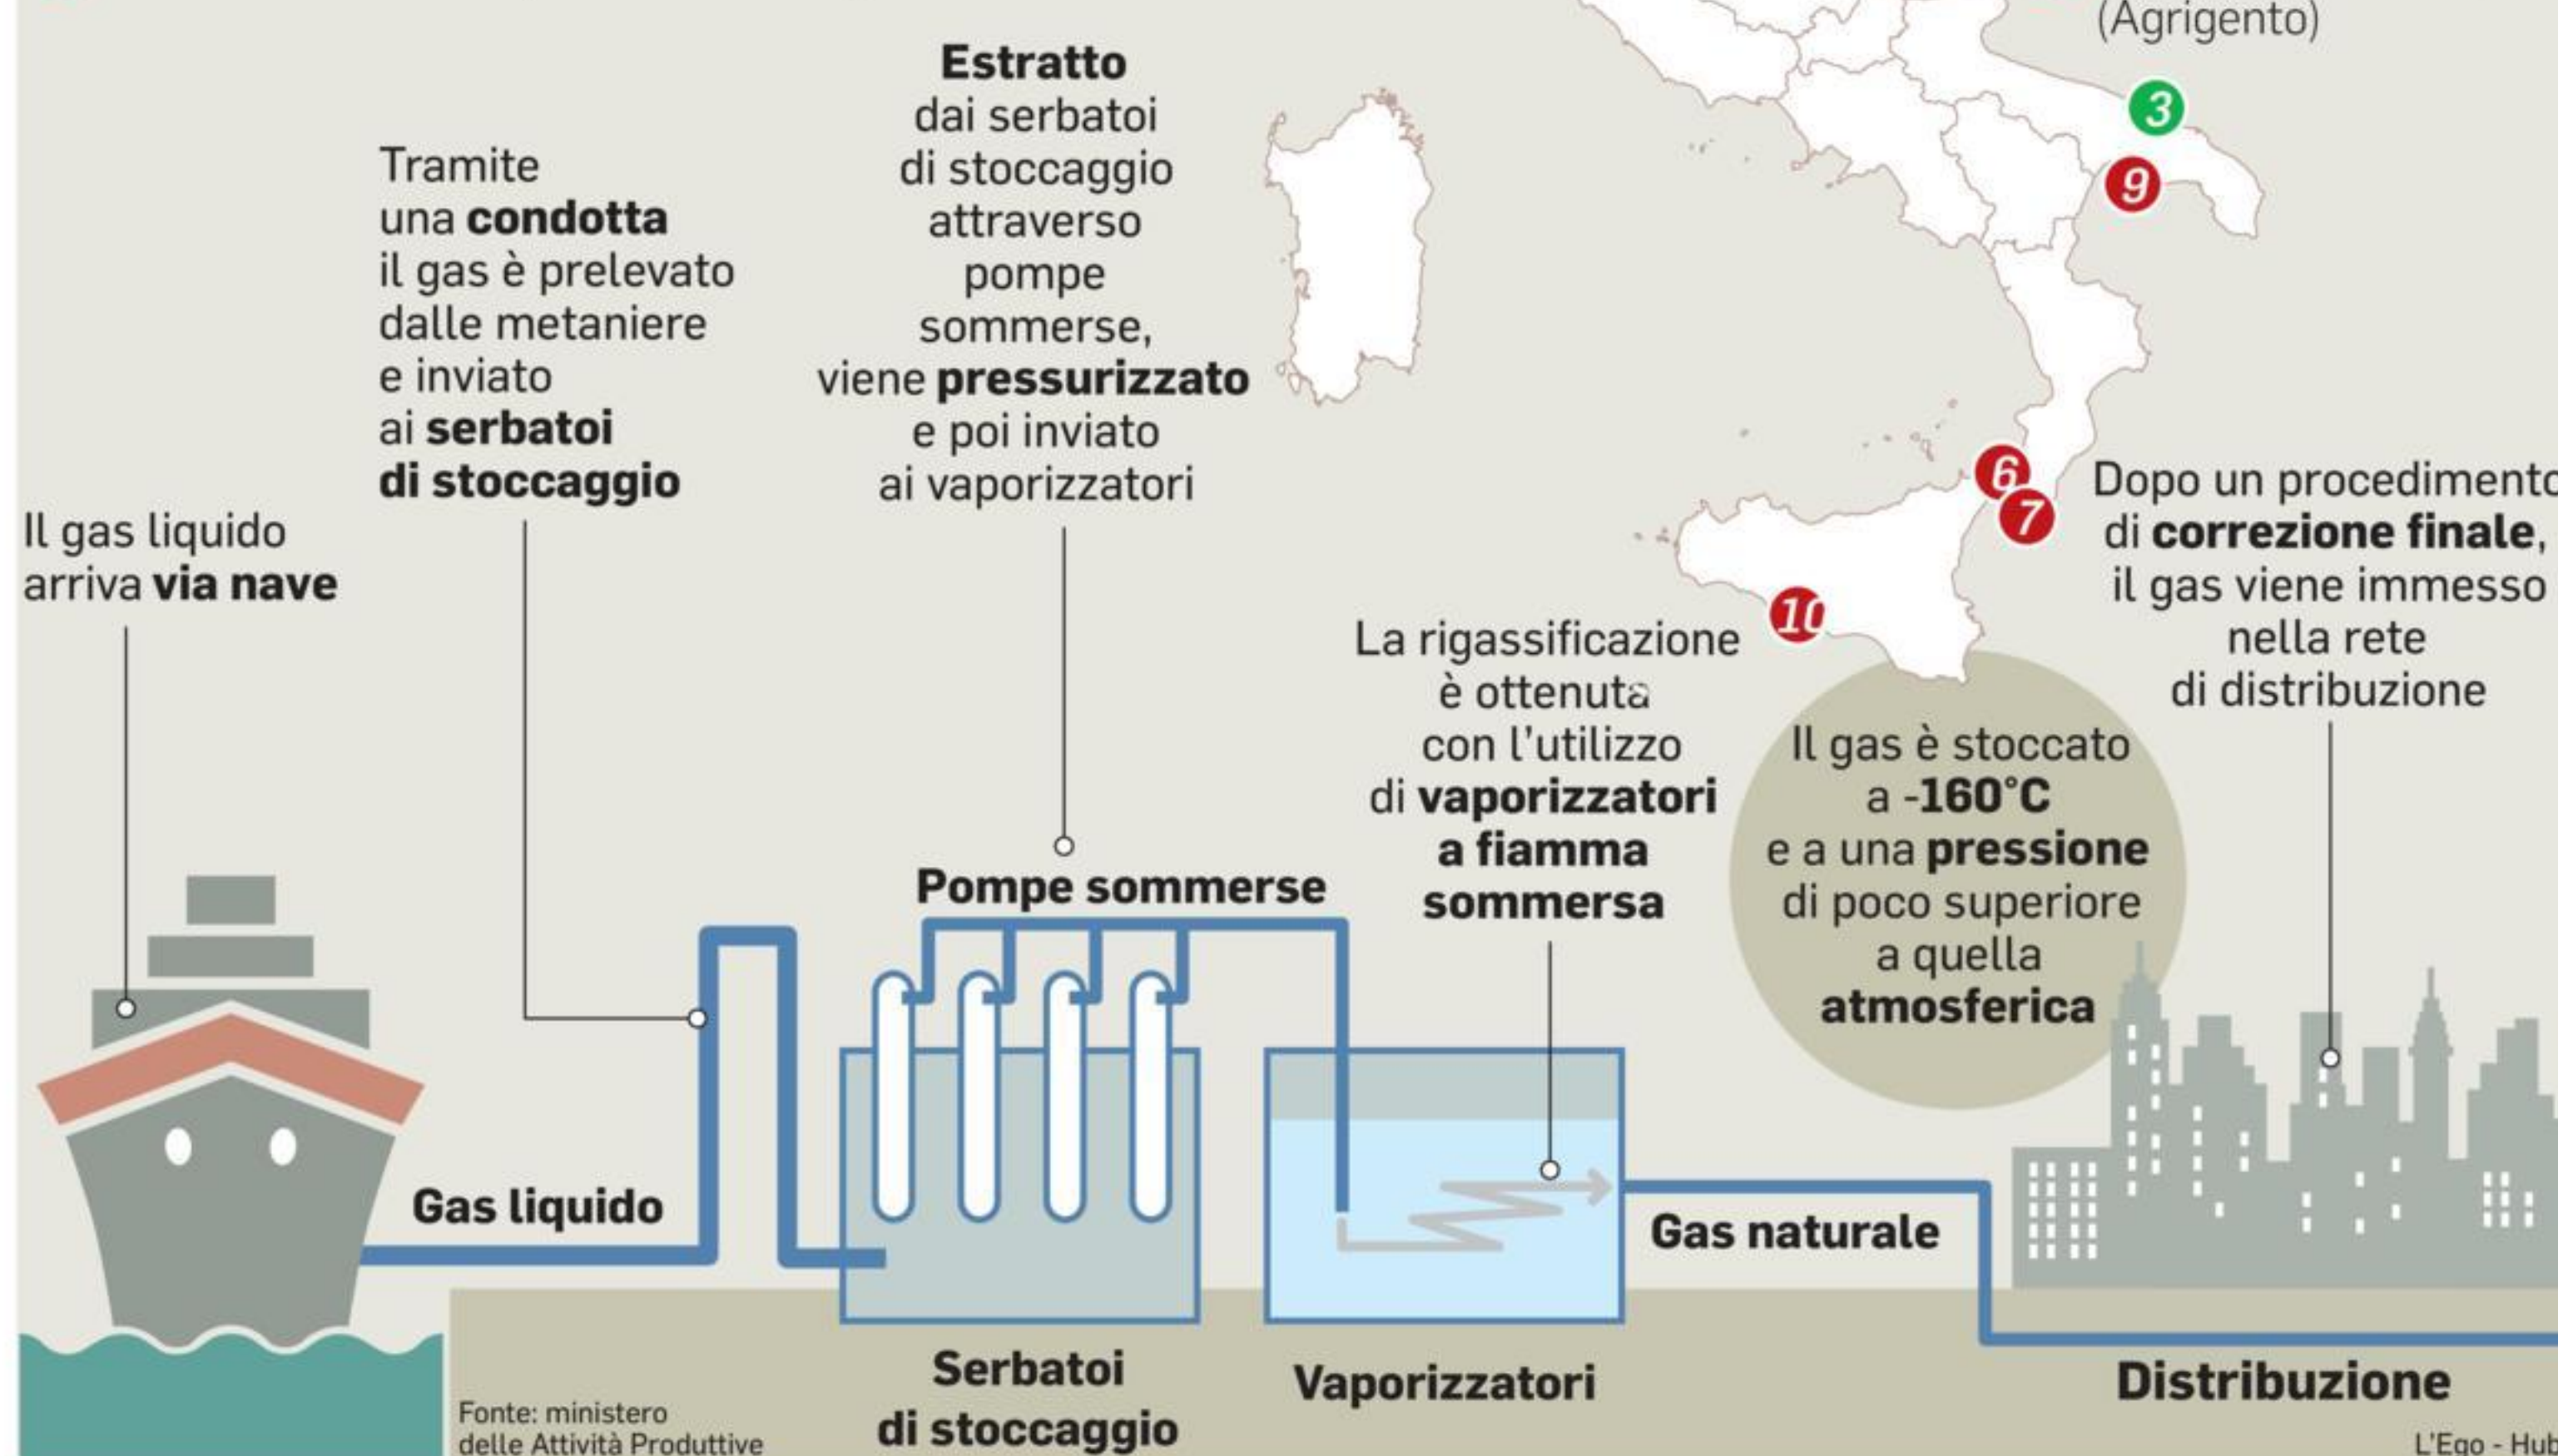 (Agrigento)
3
9
6
7
10
Il gas liquido
arriva via nave
Tramite
una condotta
il gas è prelevato
dalle metaniere
e inviato
ai serbatoi
di stoccaggio
Estratto
dai serbatoi
di stoccaggio
attraverso
pompe
sommerse,
viene pressurizzato
e poi inviato
ai vaporizzatori
La rigassificazione
è ottenuta
con l'utilizzo
di vaporizzatori
a fiamma
sommersa
Il gas è stoccato
a -160°C
e a una pressione
di poco superiore
a quella
atmosferica
Dopo un procedimento
di correzione finale,
il gas viene immesso
nella rete
di distribuzione
Pompe sommerse
Gas liquido
Gas naturale
Serbatoi
di stoccaggio
Vaporizzatori
Distribuzione
Fonte: ministero
delle Attività Produttive
L'Ego - Hub